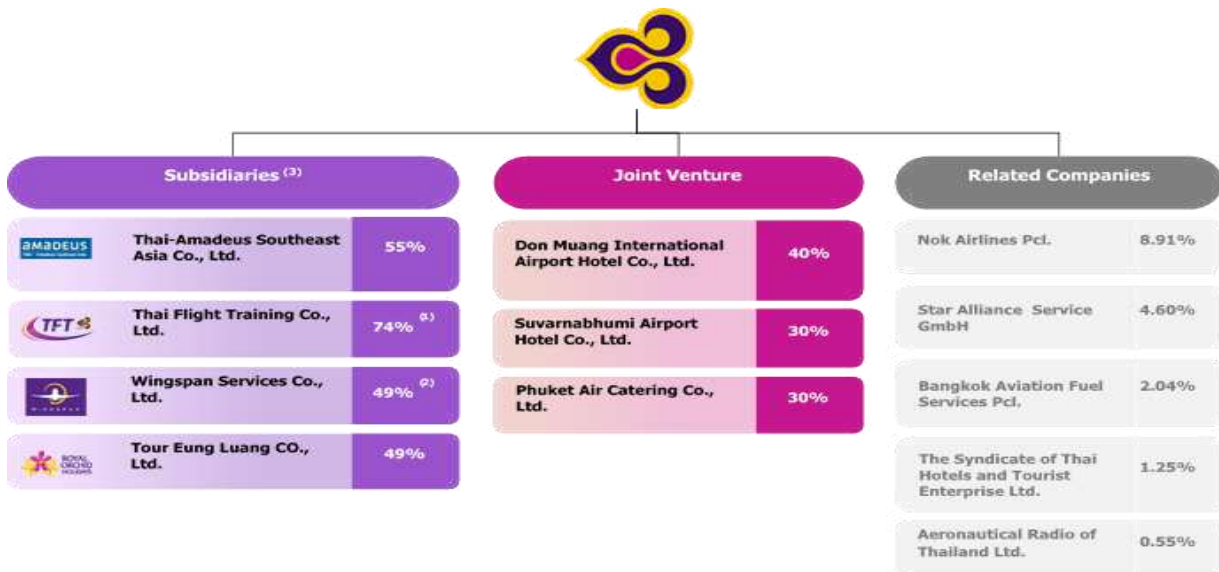 Subsidiaries (3)
aMaDEUS
Thai-Amadeus Southeast
Asia Co., Ltd.
55%
TFT
Thai Flight Training Co.,
Ltd.
74% (1)
WINGSPAN
Wingspan Services Co.,
Ltd.
49% (2)
ROYAL
ORCHID
HOLIDAYS
Tour Eung Luang CO.,
Ltd.
49%
Joint Venture
Don Muang International
Airport Hotel Co., Ltd.
40%
Suvarnabhumi Airport
Hotel Co., Ltd.
30%
Phuket Air Catering Co.,
Ltd.
30%
Related Companies
Nok Airlines Pcl.
8.91%
Star Alliance Service
GmbH
4.60%
Bangkok Aviation Fuel
Services Pcl.
2.04%
The Syndicate of Thai
Hotels and Tourist
Enterprise Ltd.
1.25%
Aeronautical Radio of
Thailand Ltd.
0.55%